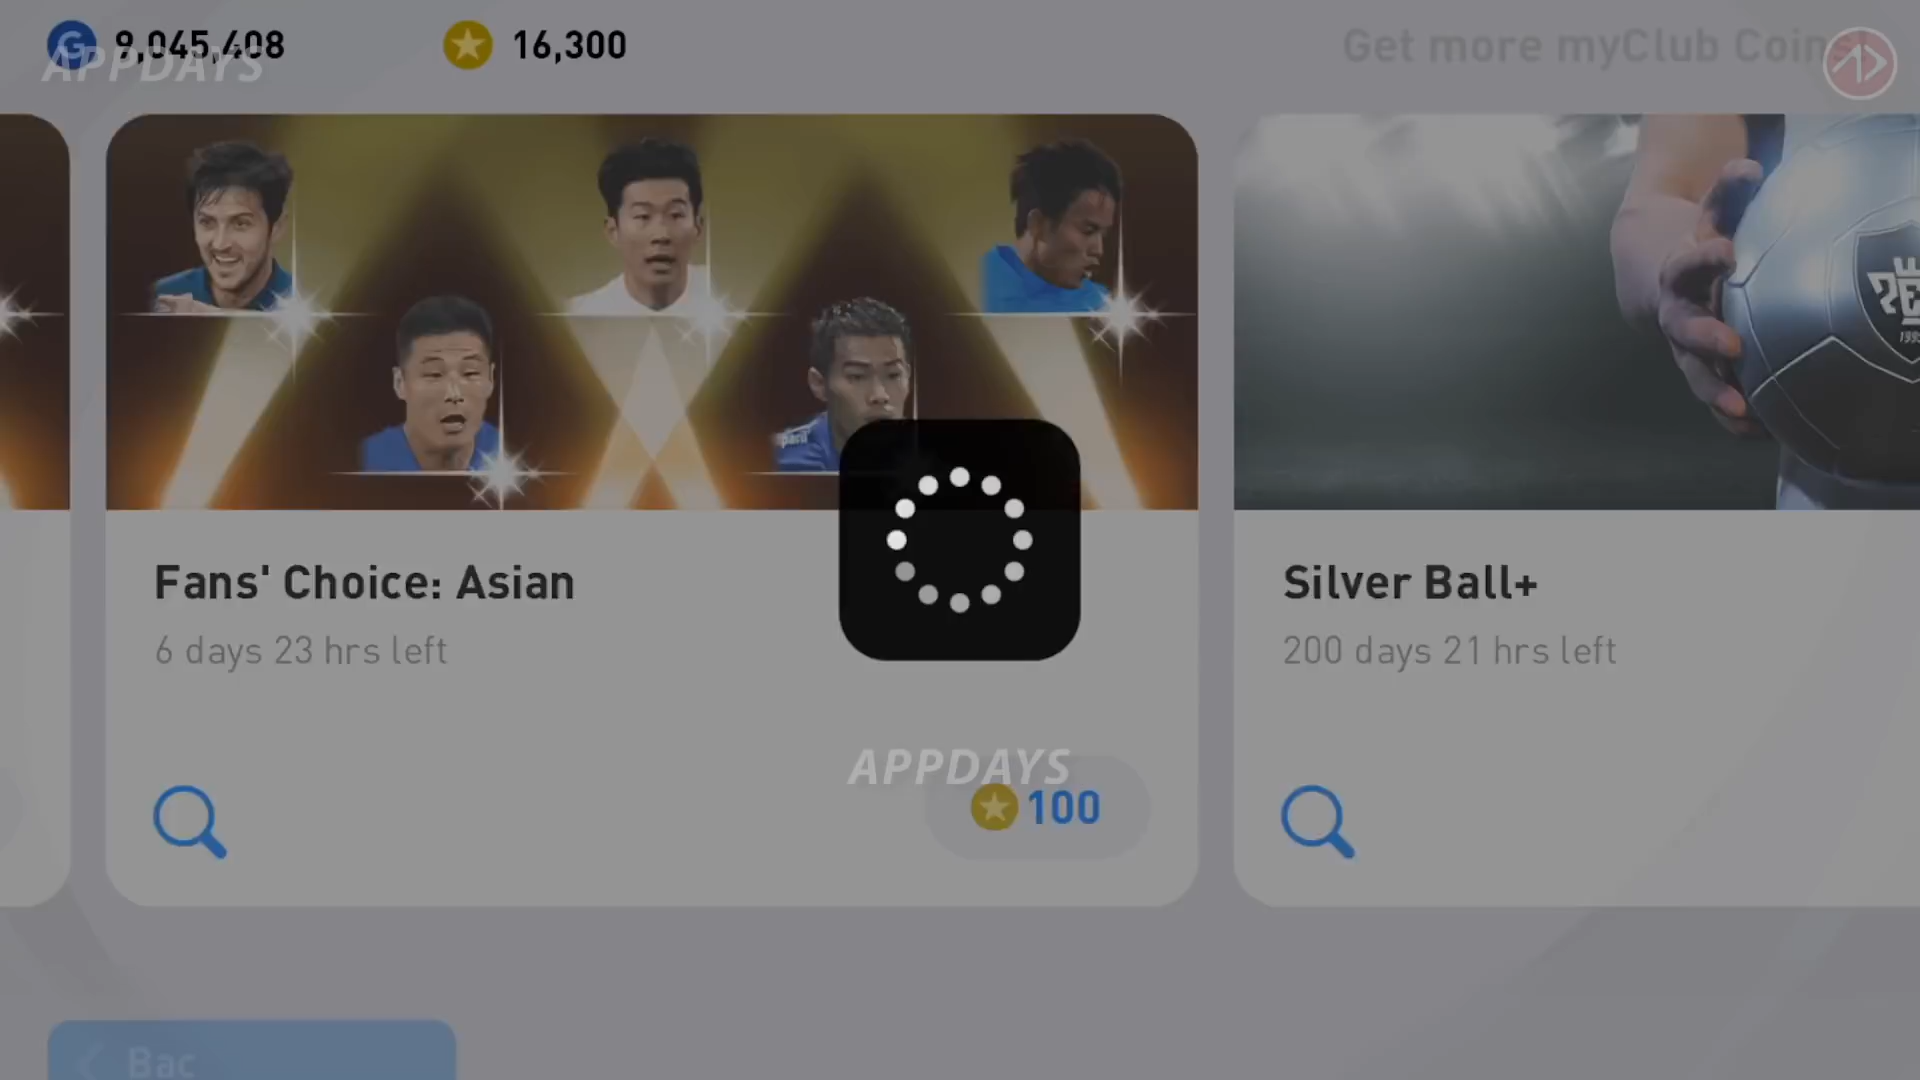 9,045,408
16,300
Get more myClub Coins!
APPDAYS
Fans' Choice: Asian
6 days 23 hrs left
Silver Ball+
200 days 21 hrs left
APPDAYS
100
Bac